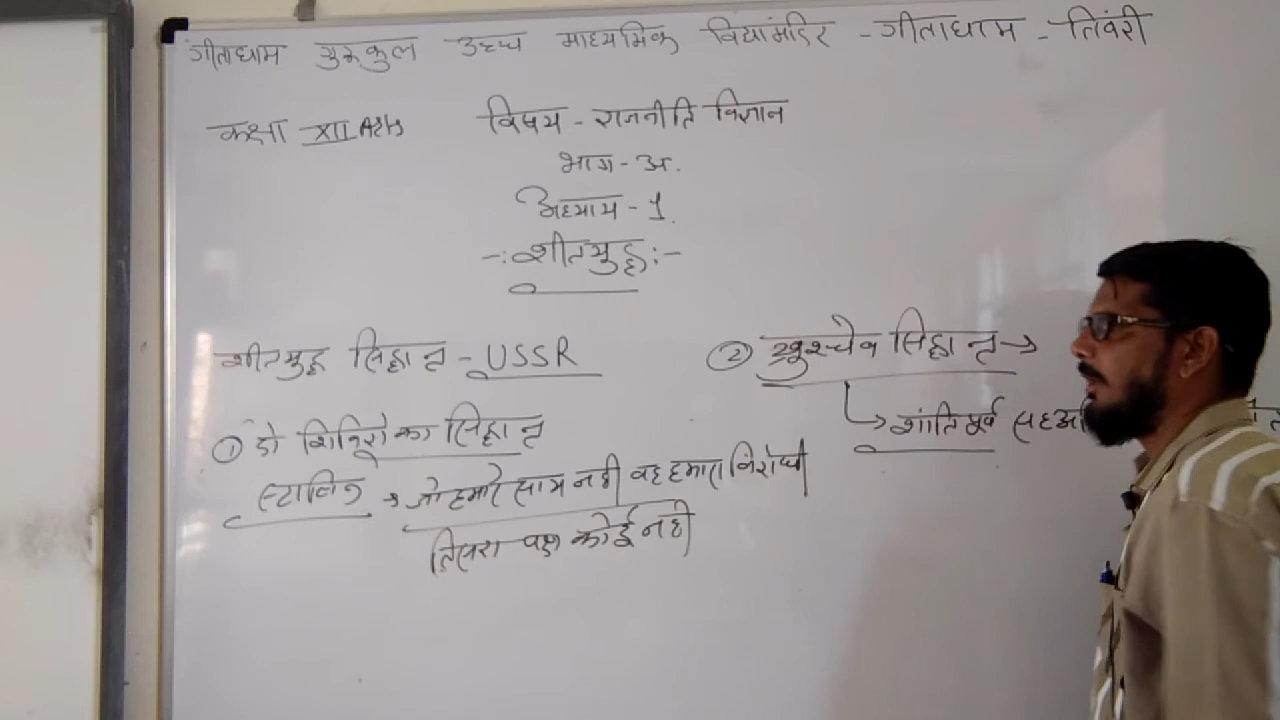 गीताधाम गुरुकुल उच्च माध्यमिक विद्यामंदिर - गीताधाम - तिंवरी
कक्षा XII Arts विषय - राजनीति विज्ञान
भाग - अ.
अध्याय - 1.
-: शीतयुद्ध :-
शीतयुद्ध सिद्धान्त - USSR
① दो शिविरो का सिद्धान्त
स्टालिन → जो हमारे साथ नही वह हमारा विरोधी
तिसरा पक्ष कोई नही
② ख्रुश्चेव सिद्धान्त →
↳ शांतिपूर्व सहअ